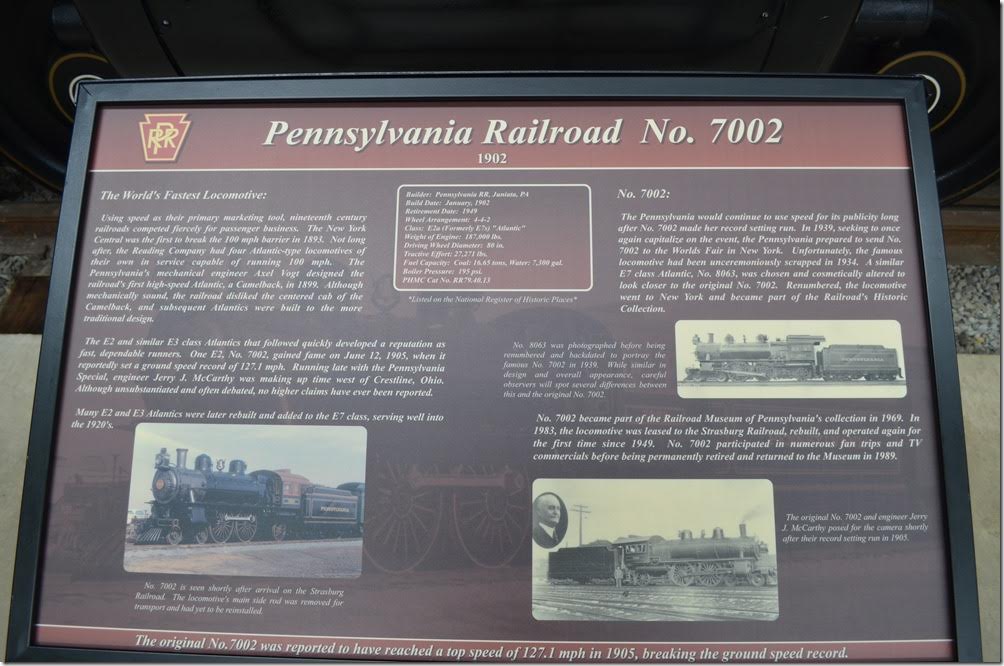 PRR
Pennsylvania Railroad No. 7002
1902
The World's Fastest Locomotive:
Using speed as their primary marketing tool, nineteenth century
railroads competed fiercely for passenger business. The New York
Central was the first to break the 100 mph barrier in 1893. Not long
after, the Reading Company had four Atlantic-type locomotives of
their own in service capable of running 100 mph. The
Pennsylvania's mechanical engineer Axel Vogt designed the
railroad's first high-speed Atlantic, a Camelback, in 1899. Although
mechanically sound, the railroad disliked the centered cab of the
Camelback, and subsequent Atlantics were built to the more
traditional design.
The E2 and similar E3 class Atlantics that followed quickly developed a reputation as
fast, dependable runners. One E2, No. 7002, gained fame on June 12, 1905, when it
reportedly set a ground speed record of 127.1 mph. Running late with the Pennsylvania
Special, engineer Jerry J. McCarthy was making up time west of Crestline, Ohio.
Although unsubstantiated and often debated, no higher claims have ever been reported.
Many E2 and E3 Atlantics were later rebuilt and added to the E7 class, serving well into
the 1920's.
PENNSYLVANIA
No. 7002 is seen shortly after arrival on the Strasburg
Railroad. The locomotive's main side rod was removed for
transport and had yet to be reinstalled.
Builder: Pennsylvania RR, Juniata, PA
Build Date: January, 1902
Retirement Date: 1949
Wheel Arrangement: 4-4-2
Class: E2a (Formerly E7s) "Atlantic"
Weight of Engine: 187,000 lbs.
Driving Wheel Diameter: 80 in.
Tractive Effort: 27,271 lbs.
Fuel Capacity: Coal: 16.65 tons, Water: 7,500 gal.
Boiler Pressure: 195 psi.
PHMC Cat No. RR79.40.13
*Listed on the National Register of Historic Places*
No. 7002:
The Pennsylvania would continue to use speed for its publicity long
after No. 7002 made her record setting run. In 1939, seeking to once
again capitalize on the event, the Pennsylvania prepared to send No.
7002 to the Worlds Fair in New York. Unfortunately, the famous
locomotive had been unceremoniously scrapped in 1934. A similar
E7 class Atlantic, No. 8063, was chosen and cosmetically altered to
look closer to the original No. 7002. Renumbered, the locomotive
went to New York and became part of the Railroad's Historic
Collection.
No. 8063 was photographed before being
renumbered and backdated to portray the
famous No. 7002 in 1939. While similar in
design and overall appearance, careful
observers will spot several differences between
this and the original No. 7002.
No. 7002 became part of the Railroad Museum of Pennsylvania's collection in 1969. In
1983, the locomotive was leased to the Strasburg Railroad, rebuilt, and operated again for
the first time since 1949. No. 7002 participated in numerous fan trips and TV
commercials before being permanently retired and returned to the Museum in 1989.
The original No. 7002 and engineer Jerry
J. McCarthy posed for the camera shortly
after their record setting run in 1905.
The original No. 7002 was reported to have reached a top speed of 127.1 mph in 1905, breaking the ground speed record.